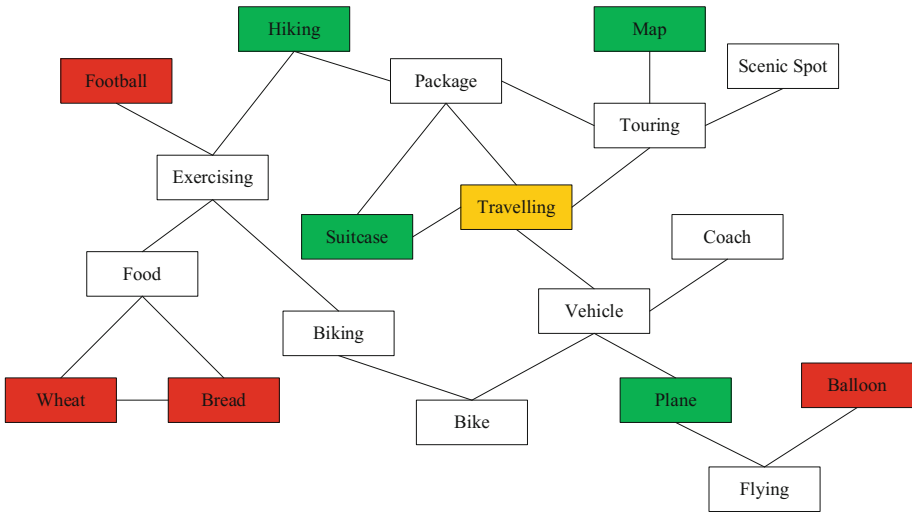 Hiking
Map
Football
Package
Scenic Spot
Touring
Exercising
Travelling
Suitcase
Coach
Food
Vehicle
Biking
Wheat
Bread
Plane
Balloon
Bike
Flying